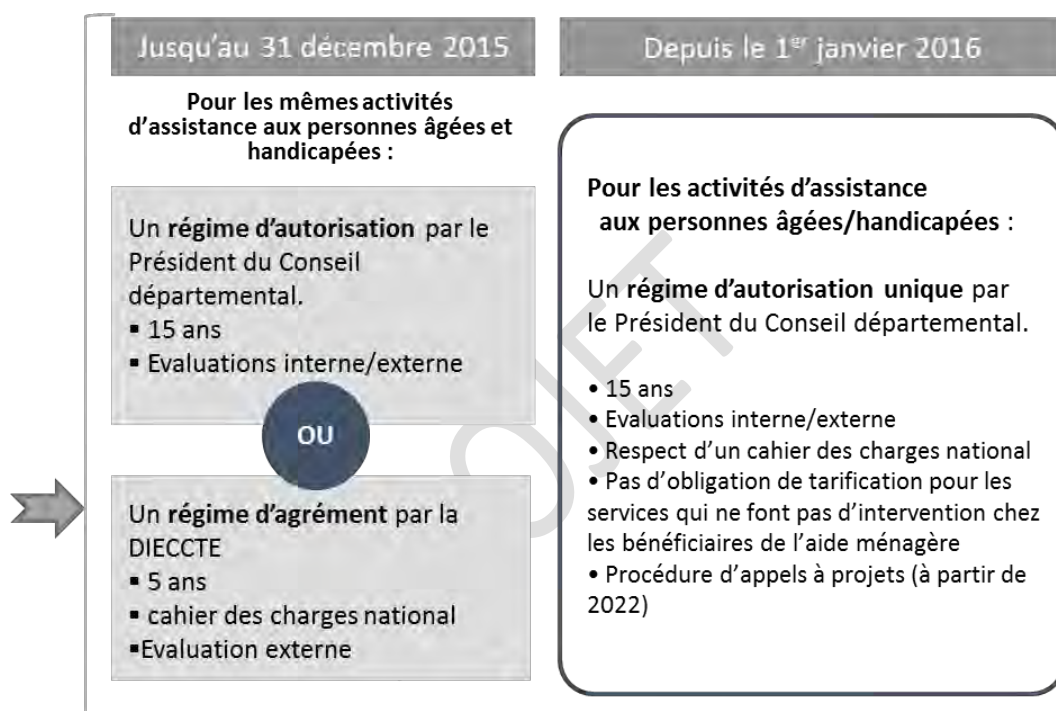 Jusqu'au 31 décembre 2015
Pour les mêmes activités
d'assistance aux personnes âgées et
handicapées :
Un régime d'autorisation par le
Président du Conseil
départemental.
▪ 15 ans
▪ Evaluations interne/externe
OU
Un régime d'agrément par la
DIECCTE
▪ 5 ans
▪ cahier des charges national
▪Evaluation externe
Depuis le 1er janvier 2016
Pour les activités d'assistance
aux personnes âgées/handicapées :
Un régime d'autorisation unique par
le Président du Conseil départemental.
• 15 ans
• Evaluations interne/externe
• Respect d'un cahier des charges national
• Pas d'obligation de tarification pour les
services qui ne font pas d'intervention chez
les bénéficiaires de l'aide ménagère
• Procédure d'appels à projets (à partir de
2022)
OJET